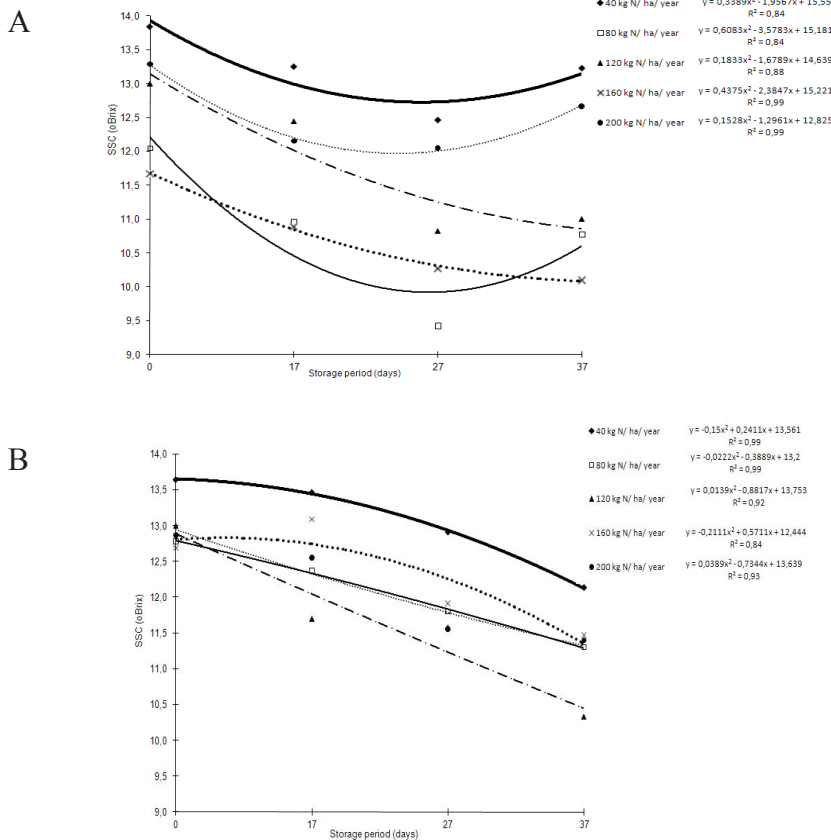 A
40 kg N/ ha/ year y = 0,3389x² - 1,9567x + 15,55
R² = 0,84
80 kg N/ ha/ year y = 0,6083x² - 3,5783x + 15,181
R² = 0,84
120 kg N/ ha/ year y = 0,1833x² - 1,6789x + 14,639
R² = 0,88
160 kg N/ ha/ year y = 0,4375x² - 2,3847x + 15,221
R² = 0,99
200 kg N/ ha/ year y = 0,1528x² - 1,2961x + 12,825
R² = 0,99
SSC (oBrix)
14,0
13,5
13,0
12,5
12,0
11,5
11,0
10,5
10,0
9,5
9,0
0 17 27 37
Storage period (days)
B
40 kg N/ ha/ year y = -0,15x² + 0,2411x + 13,561
R² = 0,99
80 kg N/ ha/ year y = -0,0222x² - 0,3889x + 13,2
R² = 0,99
120 kg N/ ha/ year y = 0,0139x² - 0,8817x + 13,753
R² = 0,92
160 kg N/ ha/ year y = -0,2111x² + 0,5711x + 12,444
R² = 0,84
200 kg N/ ha/ year y = 0,0389x² - 0,7344x + 13,639
R² = 0,93
SSC (oBrix)
14,0
13,5
13,0
12,5
12,0
11,5
11,0
10,5
10,0
9,5
9,0
0 17 27 37
Storage period (days)